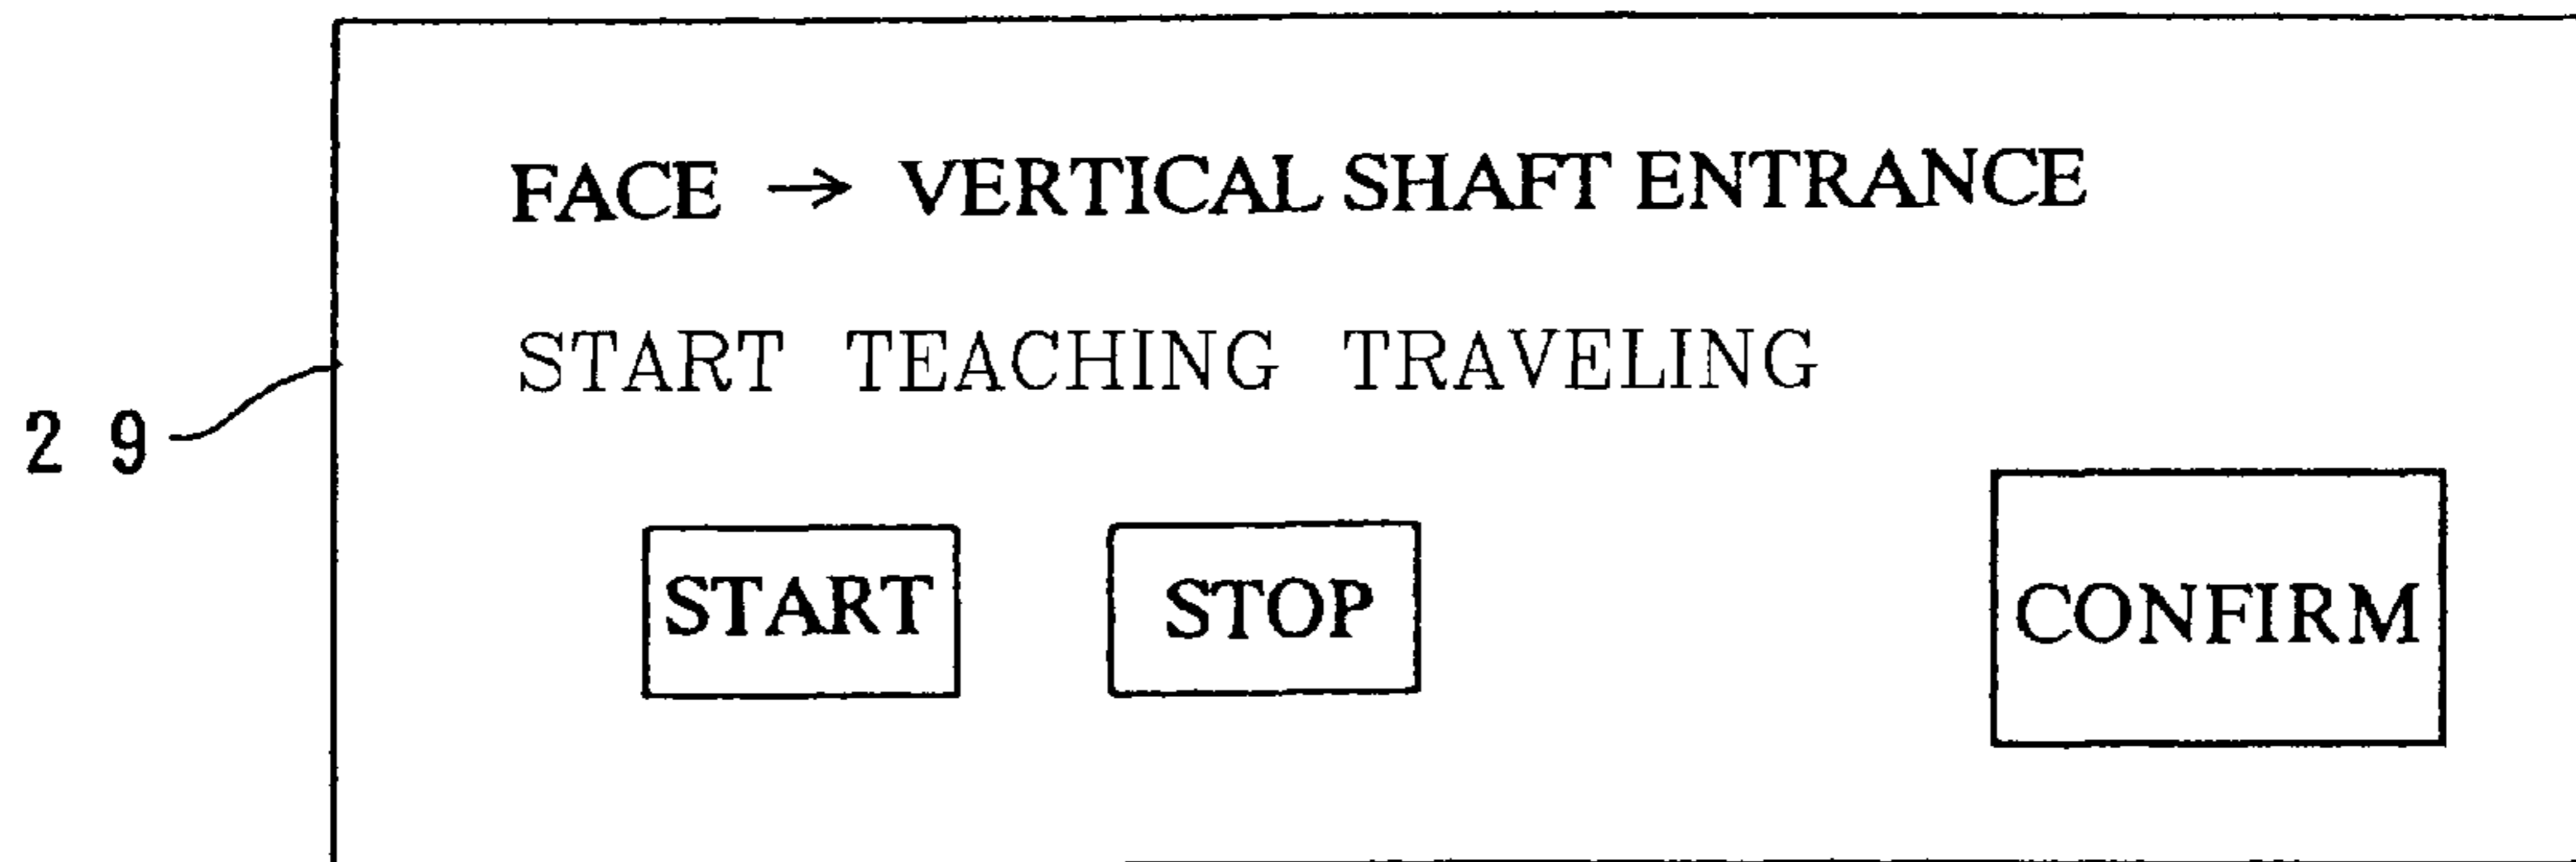 FACE → VERTICAL SHAFT ENTRANCE
START TEACHING TRAVELING
29
START STOP CONFIRM